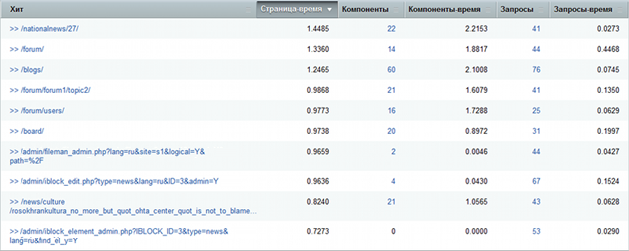 Хит Страница-время Компоненты Компоненты-время Запросы Запросы-время
>> /nationalnews/27/ 1.4485 22 2.2153 41 0.0273
>> /forum/ 1.3360 14 1.8817 44 0.4468
>> /blogs/ 1.2465 60 2.1008 76 0.0745
>> /forum/forum1/topic2/ 0.9868 21 1.6079 41 0.1350
>> /forum/users/ 0.9773 16 1.7288 25 0.0629
>> /board/ 0.9738 20 0.8972 31 0.1997
>> /admin/fileman_admin.php?lang=ru&site=s1&logical=Y& 0.9659 2 0.0046 44 0.0427
path=%2F
>> /admin/iblock_edit.php?type=news&lang=ru&ID=3&admin=Y 0.9636 4 0.0430 67 0.1524
>> /news/culture 0.8240 21 1.0565 43 0.0628
/rosokhrankultura_no_more_but_quot_ohta_center_quot_is_not_to_blame...
>> /admin/iblock_element_admin.php?IBLOCK_ID=3&type=news& 0.7273 0 0.0000 53 0.0290
lang=ru&find_el_y=Y